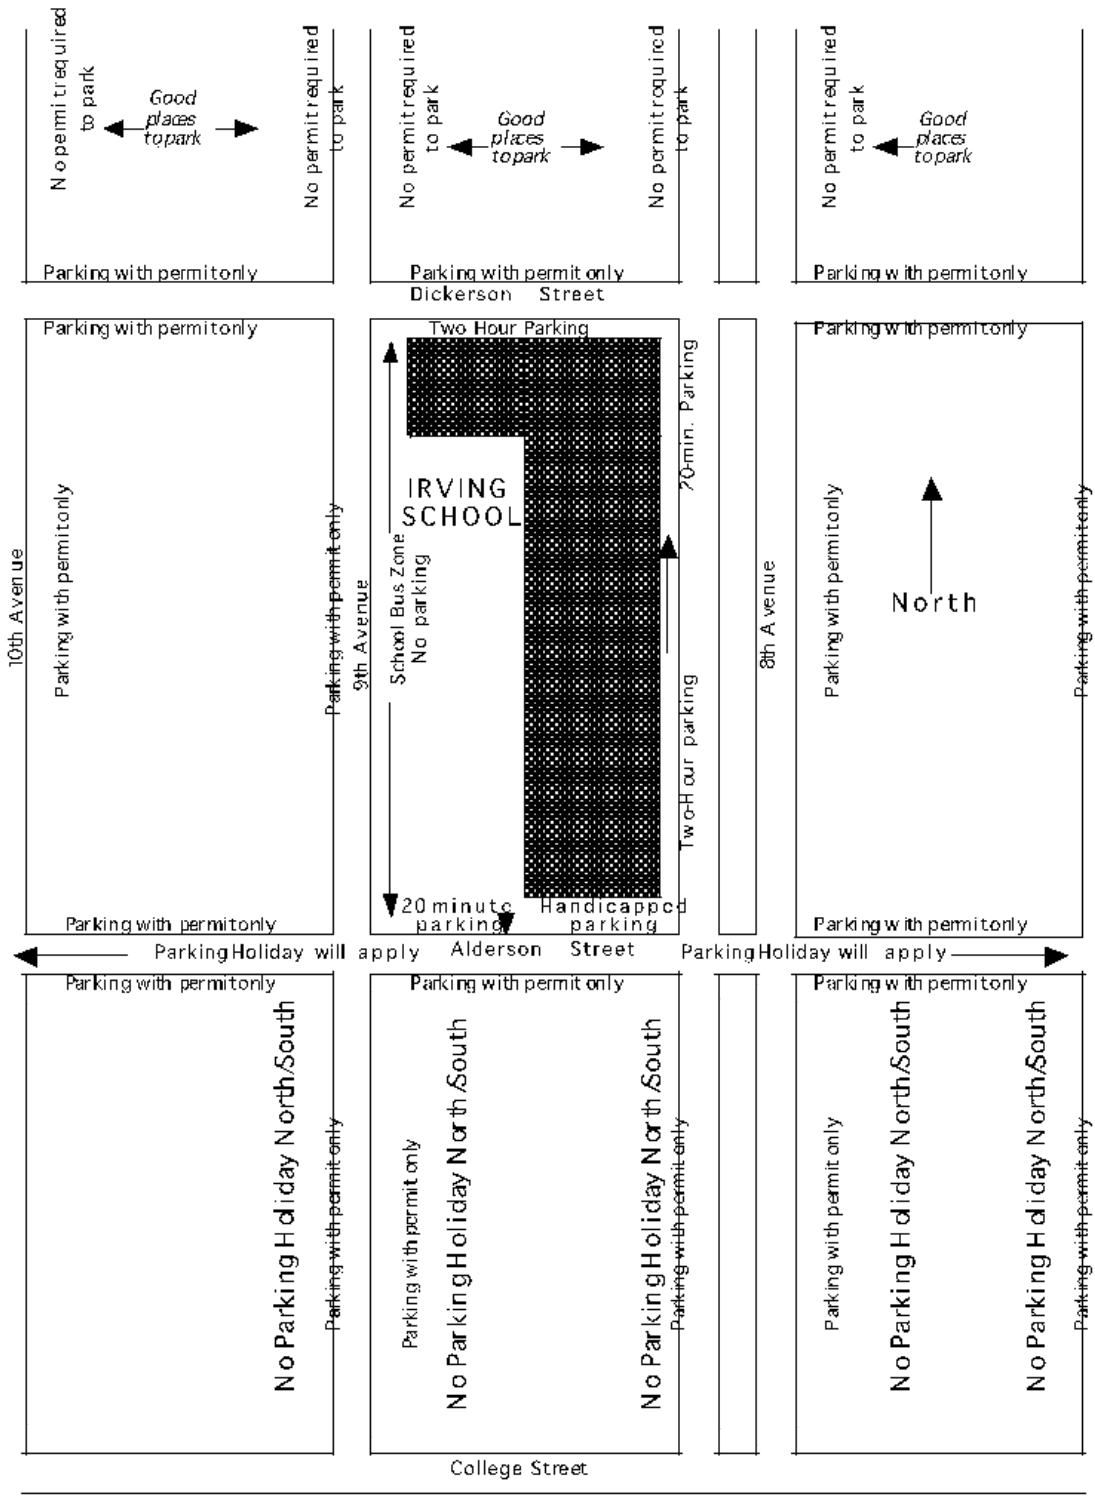 No permit required
to park
Good
places
to park
No permit required
to park
No permit required
to park
Good
places
to park
No permit required
to park
No permit required
to park
Good
places
to park
Parking with permit only
Parking with permit only
Parking with permit only
Dickerson Street
Parking with permit only
Two Hour Parking
Parking with permit only
20-min. Parking
IRVING
SCHOOL
10th Avenue
Parking with permit only
Parking with permit only
9th Avenue
School Bus Zone
No parking
Two-Hour parking
8th Avenue
Parking with permit only
North
Parking with permit only
Parking with permit only
20 minute
parking
Handicapped
parking
Parking with permit only
Parking Holiday will apply
Alderson Street
Parking Holiday will apply
Parking with permit only
Parking with permit only
Parking with permit only
No Parking Holiday North/South
Parking with permit only
Parking with permit only
No Parking Holiday North/South
No Parking Holiday North/South
Parking with permit only
Parking with permit only
No Parking Holiday North/South
No Parking Holiday North/South
Parking with permit only
College Street